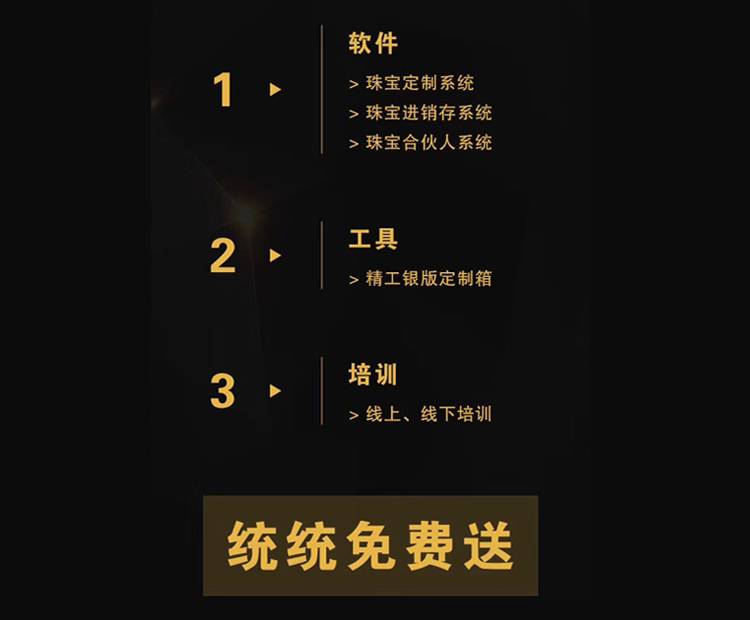 1
软件
> 珠宝定制系统
> 珠宝进销存系统
> 珠宝合伙人系统
2
工具
> 精工银版定制箱
3
培训
> 线上、线下培训
统统免费送